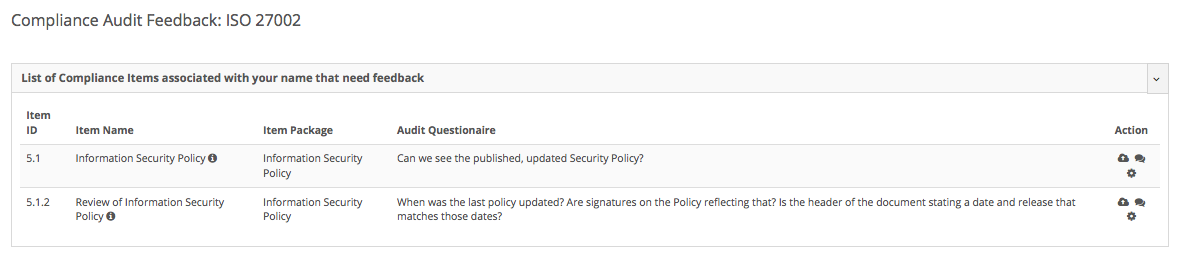 Compliance Audit Feedback: ISO 27002
List of Compliance Items associated with your name that need feedback
Item ID Item Name Item Package Audit Questionaire Action
5.1 Information Security Policy Information Security Policy Can we see the published, updated Security Policy?
5.1.2 Review of Information Security Policy Information Security Policy When was the last policy updated? Are signatures on the Policy reflecting that? Is the header of the document stating a date and release that matches those dates?